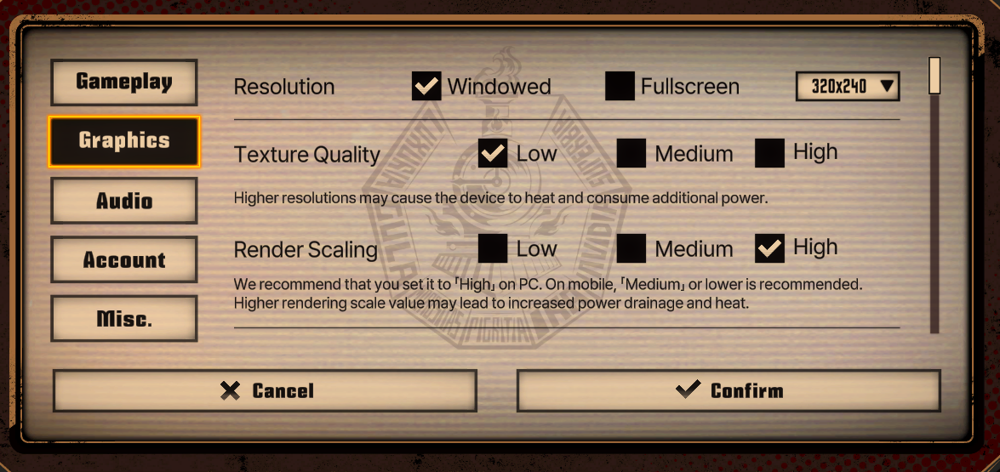 Gameplay
Graphics
Audio
Account
Misc.
Resolution Windowed Fullscreen 320x240
Texture Quality Low Medium High
Higher resolutions may cause the device to heat and consume additional power.
Render Scaling Low Medium High
We recommend that you set it to ｢High｣ on PC. On mobile, ｢Medium｣ or lower is recommended.
Higher rendering scale value may lead to increased power drainage and heat.
Cancel Confirm